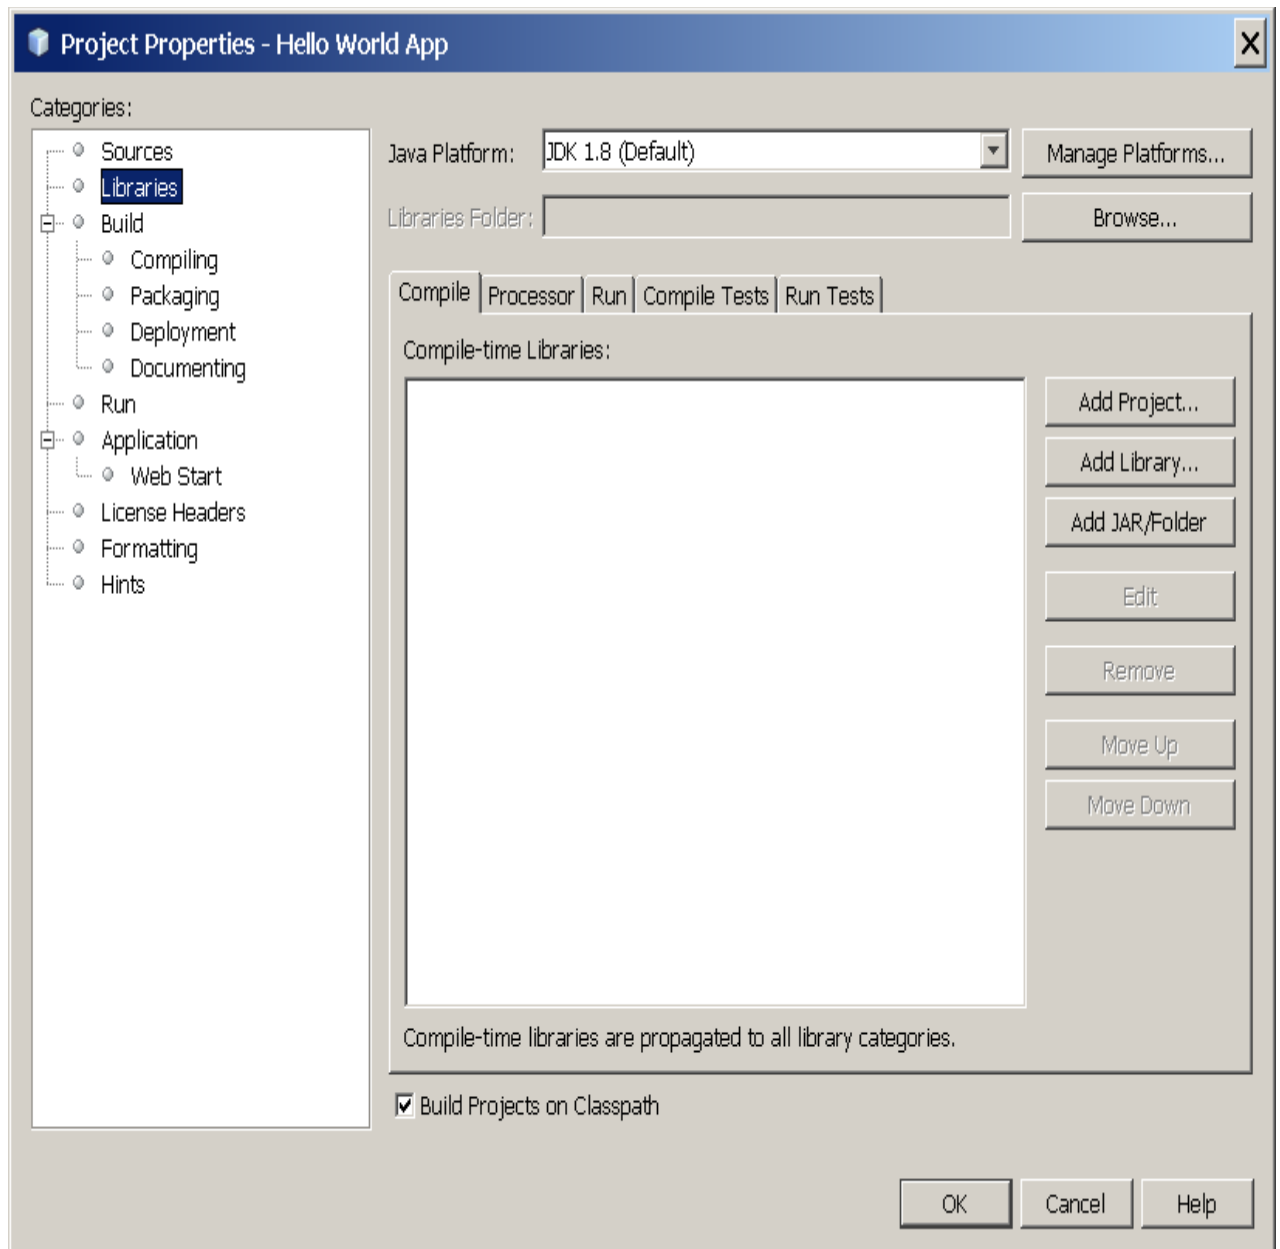 Project Properties - Hello World App
Categories:
Sources
Libraries
Build
Compiling
Packaging
Deployment
Documenting
Run
Application
Web Start
License Headers
Formatting
Hints
Java Platform: JDK 1.8 (Default) Manage Platforms...
Libraries Folder: Browse...
Compile Processor Run Compile Tests Run Tests
Compile-time Libraries:
Add Project...
Add Library...
Add JAR/Folder
Edit
Remove
Move Up
Move Down
Compile-time libraries are propagated to all library categories.
Build Projects on Classpath
OK Cancel Help